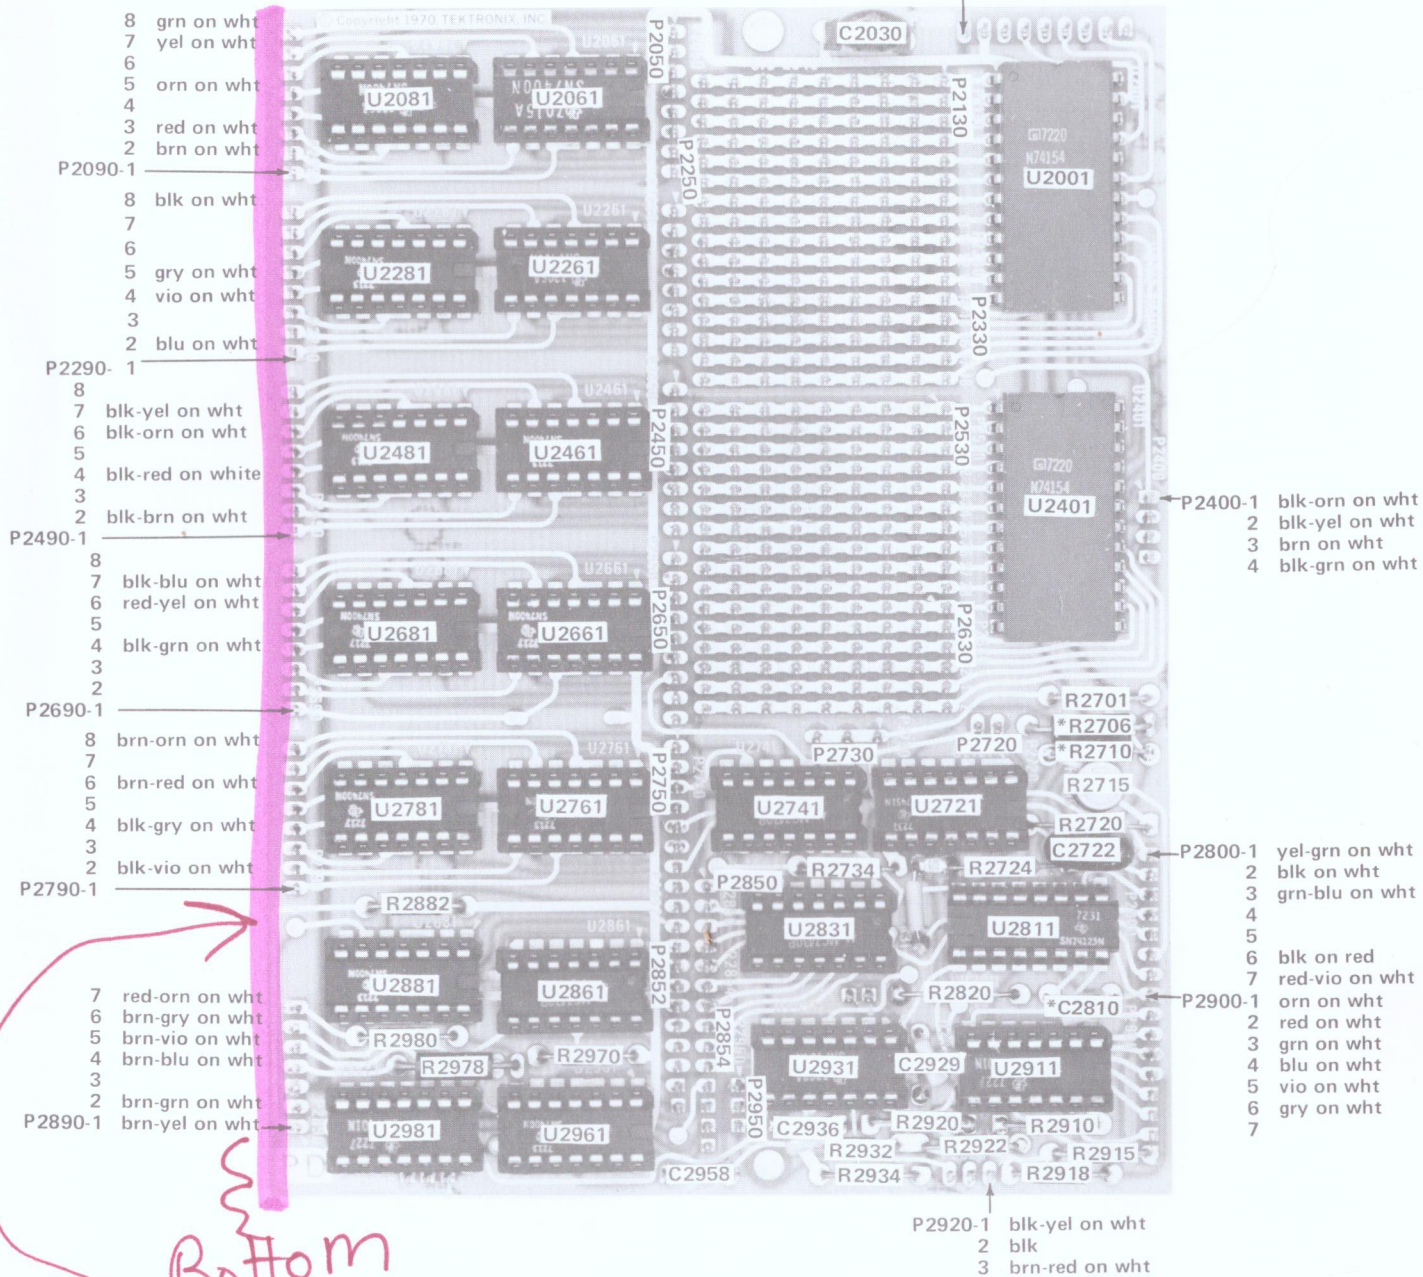 8 grn on wht
7 yel on wht
6
5 orn on wht
4
3 red on wht
2 brn on wht
P2090-1
8 blk on wht
7
6
5 gry on wht
4 vio on wht
3
2 blu on wht
P2290- 1
8
7 blk-yel on wht
6 blk-orn on wht
5
4 blk-red on white
3
2 blk-brn on wht
P2490-1
8
7 blk-blu on wht
6 red-yel on wht
5
4 blk-grn on wht
3
2
P2690-1
8 brn-orn on wht
7
6 brn-red on wht
5
4 blk-gry on wht
3
2 blk-vio on wht
P2790-1
7 red-orn on wht
6 brn-gry on wht
5 brn-vio on wht
4 brn-blu on wht
3
2 brn-grn on wht
P2890-1 brn-yel on wht
Bottom
© Copyright 1970, TEKTRONIX, INC.
U2061
U2081
U2061
SN7400N
P2050
C2030
P2130
P2250
GI 7220
N74154
U2001
U2261
U2281
U2261
P2330
U2461
U2481
U2461
P2450
P2530
GI 7220
N74154
U2401
U2401
U2661
U2681
U2661
P2650
P2630
R2701
*R2706
P2720
P2730
*R2710
U2761
U2781
U2761
P2750
U2741
U2741
U2721
R2715
R2720
C2722
R2734
R2724
P2850
R2882
U2861
U2831
U2811
7231
SN74123N
U2881
U2861
P2852
R2820
*C2810
R2980
R2978
R2970
P2854
U2931
C2929
U2911
U2981
U2961
P2950
C2936
R2920
R2910
R2932
R2922
R2915
C2958
R2934
R2918
P2400-1 blk-orn on wht
2 blk-yel on wht
3 brn on wht
4 blk-grn on wht
P2800-1 yel-grn on wht
2 blk on wht
3 grn-blu on wht
4
5
6 blk on red
7 red-vio on wht
P2900-1 orn on wht
2 red on wht
3 grn on wht
4 blu on wht
5 vio on wht
6 gry on wht
7
P2920-1 blk-yel on wht
2 blk
3 brn-red on wht